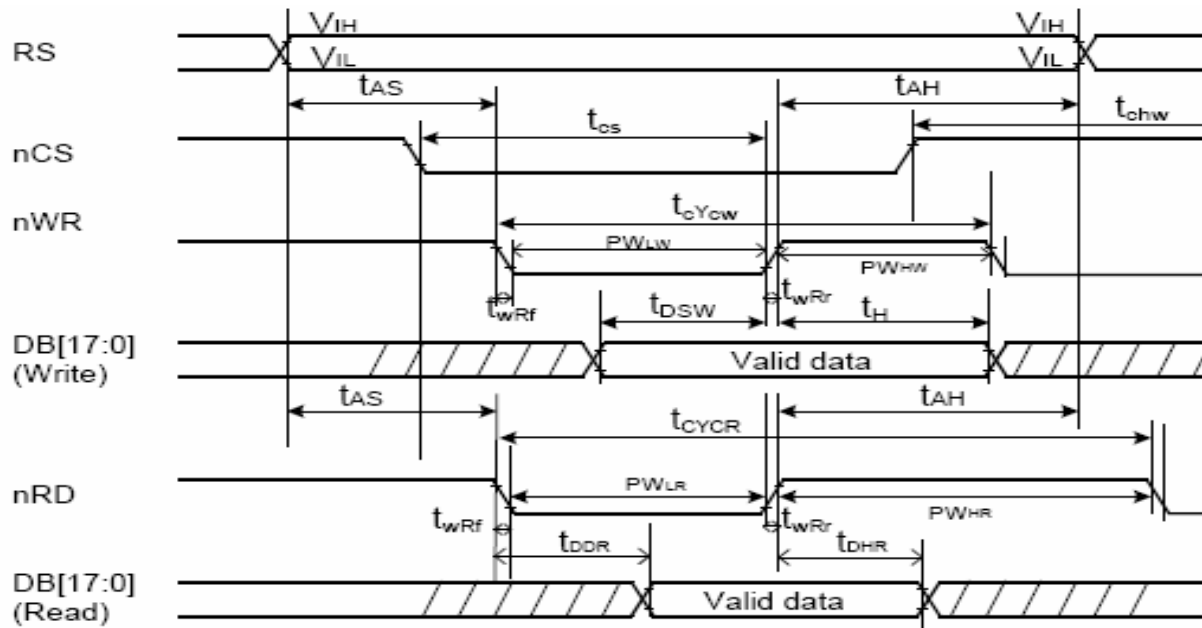 VIH VIH
RS
VIL VIL
tAS tAH
tcs tchw
nCS
tcYcw
nWR
PWLW PWHW
twRf tDSW twRr tH
DB[17:0]
(Write)
Valid data
tAS tAH
tCYCR
nRD
PWLR PWHR
twRf twRr
tDDR tDHR
DB[17:0]
(Read)
Valid data